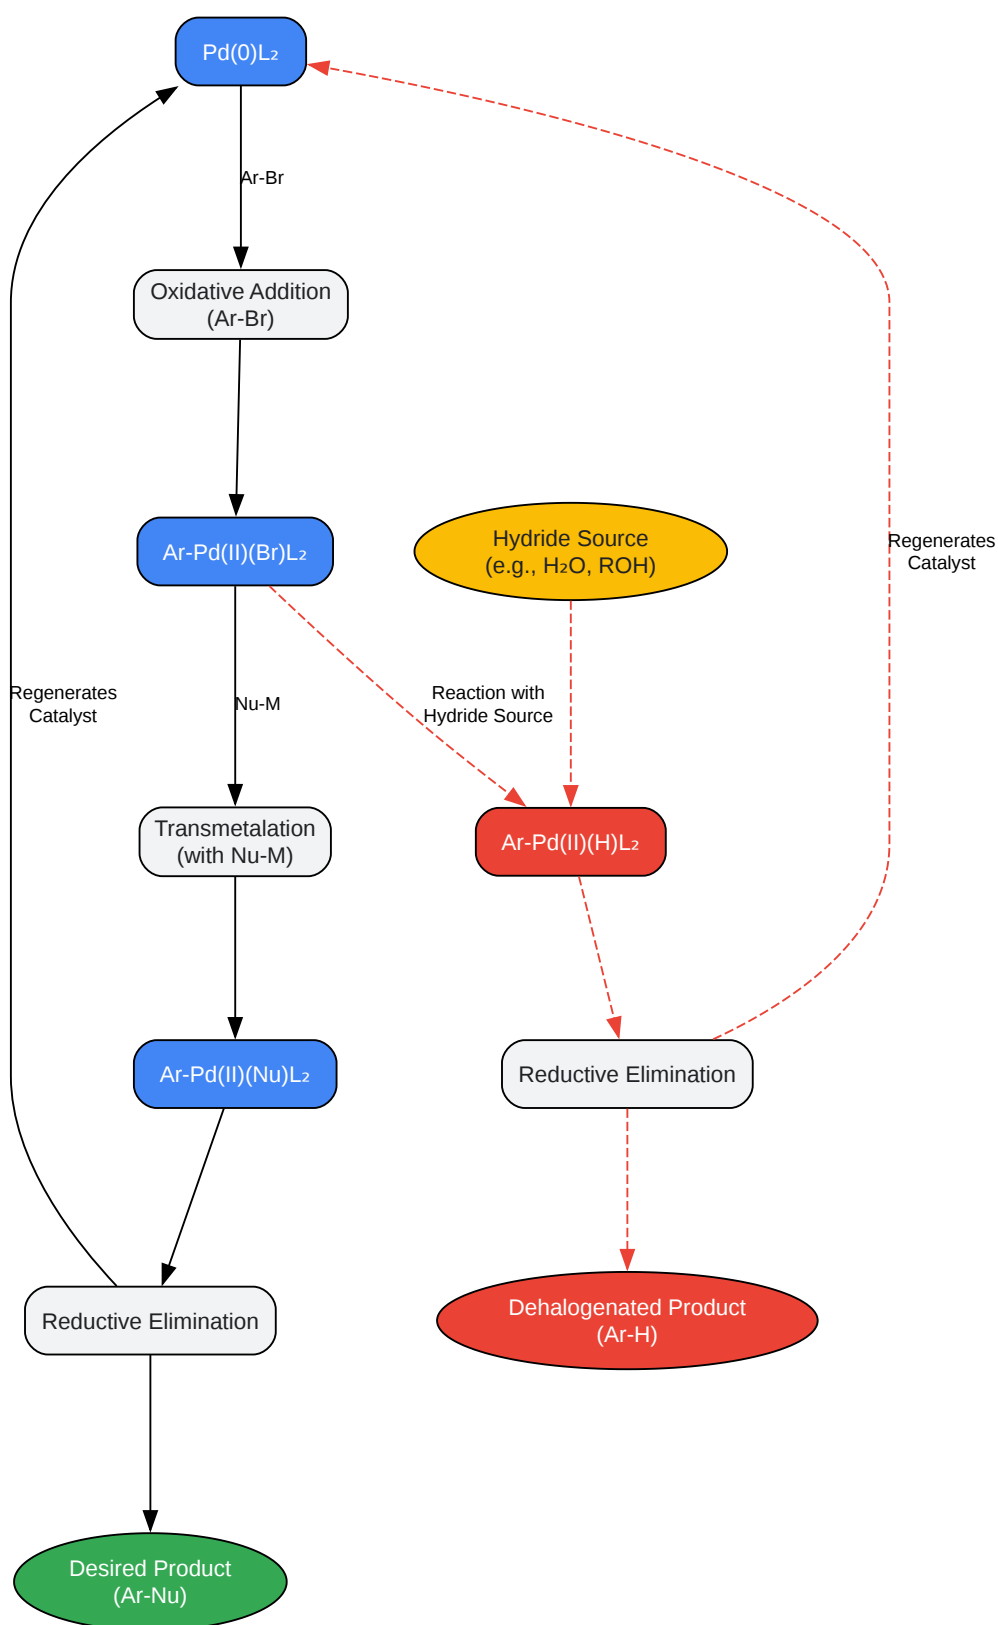 Pd(0)L₂
Ar-Br
Oxidative Addition
(Ar-Br)
Ar-Pd(II)(Br)L₂
Hydride Source
(e.g., H₂O, ROH)
Regenerates
Catalyst
Regenerates
Catalyst
Nu-M
Reaction with
Hydride Source
Transmetalation
(with Nu-M)
Ar-Pd(II)(H)L₂
Ar-Pd(II)(Nu)L₂
Reductive Elimination
Reductive Elimination
Dehalogenated Product
(Ar-H)
Desired Product
(Ar-Nu)